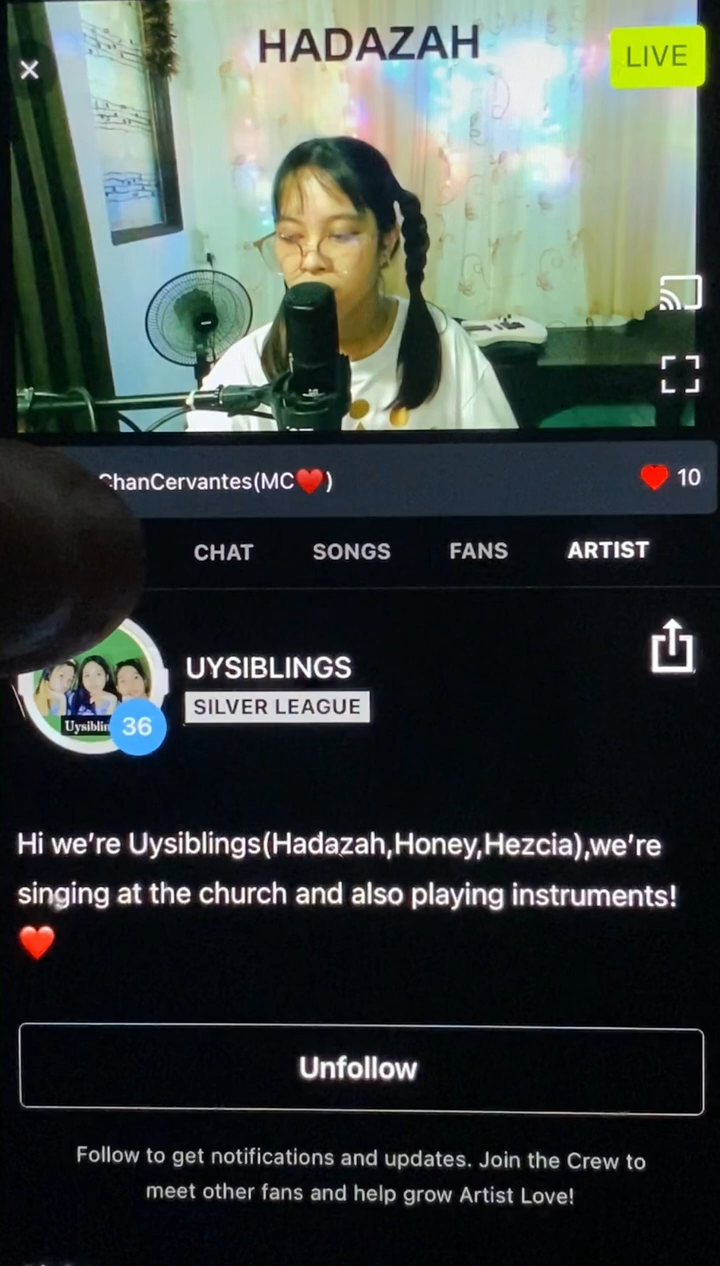 HADAZAH
LIVE
ChanCervantes(MC❤️)
❤️ 10
CHAT SONGS FANS ARTIST
UYSIBLINGS
SILVER LEAGUE
36
Hi we’re Uysiblings(Hadazah,Honey,Hezcia),we’re
singing at the church and also playing instruments!
❤️
Unfollow
Follow to get notifications and updates. Join the Crew to
meet other fans and help grow Artist Love!